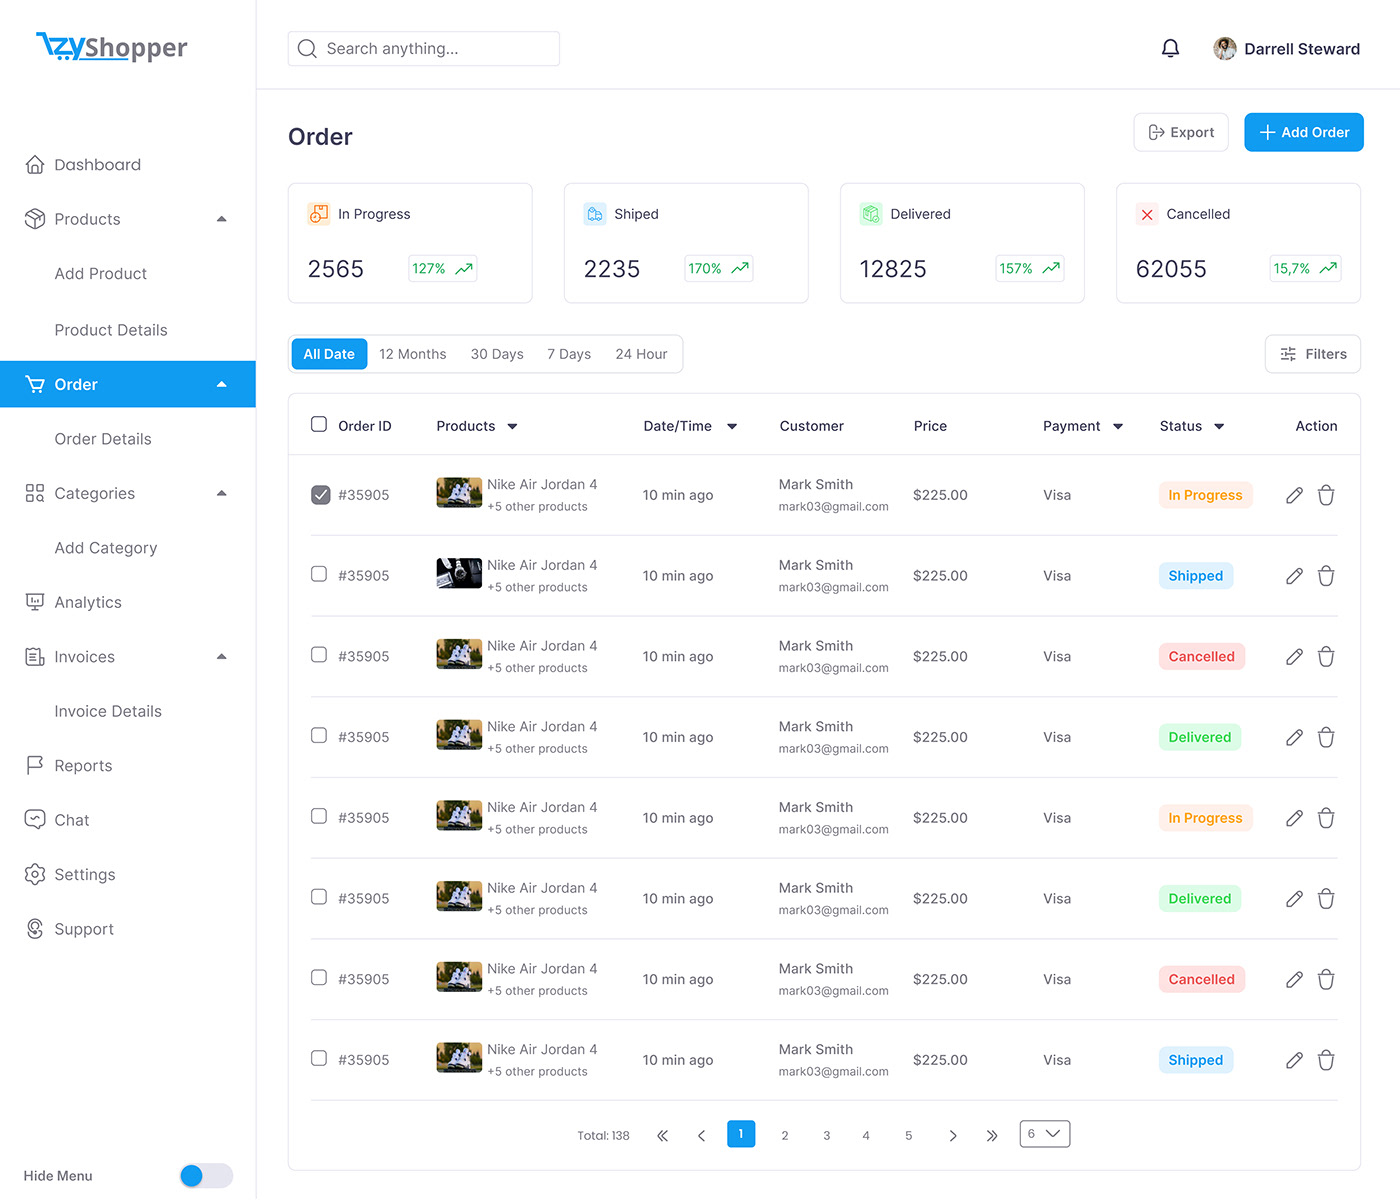 IzyShopper
Search anything...
Darrell Steward
Dashboard
Products
Add Product
Product Details
Order
Order Details
Categories
Add Category
Analytics
Invoices
Invoice Details
Reports
Chat
Settings
Support
Hide Menu
Order
Export
Add Order
In Progress
2565 127%
Shiped
2235 170%
Delivered
12825 157%
Cancelled
62055 15,7%
All Date 12 Months 30 Days 7 Days 24 Hour
Filters
Order ID Products Date/Time Customer Price Payment Status Action
#35905 Nike Air Jordan 4 10 min ago Mark Smith $225.00 Visa In Progress
+5 other products mark03@gmail.com
#35905 Nike Air Jordan 4 10 min ago Mark Smith $225.00 Visa Shipped
+5 other products mark03@gmail.com
#35905 Nike Air Jordan 4 10 min ago Mark Smith $225.00 Visa Cancelled
+5 other products mark03@gmail.com
#35905 Nike Air Jordan 4 10 min ago Mark Smith $225.00 Visa Delivered
+5 other products mark03@gmail.com
#35905 Nike Air Jordan 4 10 min ago Mark Smith $225.00 Visa In Progress
+5 other products mark03@gmail.com
#35905 Nike Air Jordan 4 10 min ago Mark Smith $225.00 Visa Delivered
+5 other products mark03@gmail.com
#35905 Nike Air Jordan 4 10 min ago Mark Smith $225.00 Visa Cancelled
+5 other products mark03@gmail.com
#35905 Nike Air Jordan 4 10 min ago Mark Smith $225.00 Visa Shipped
+5 other products mark03@gmail.com
Total: 138 1 2 3 4 5 6